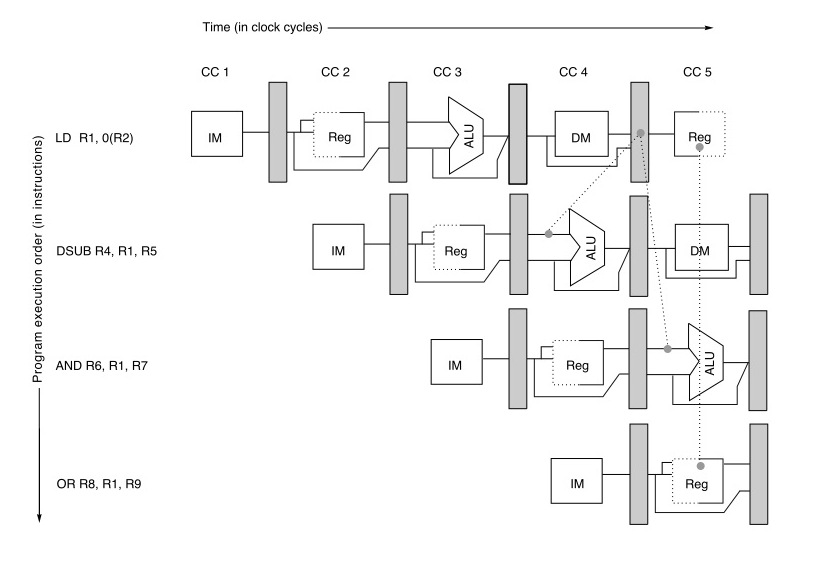 Time (in clock cycles)
CC 1 CC 2 CC 3 CC 4 CC 5
Program execution order (in instructions)
LD R1, 0(R2) IM Reg ALU DM Reg
DSUB R4, R1, R5 IM Reg ALU DM
AND R6, R1, R7 IM Reg ALU
OR R8, R1, R9 IM Reg